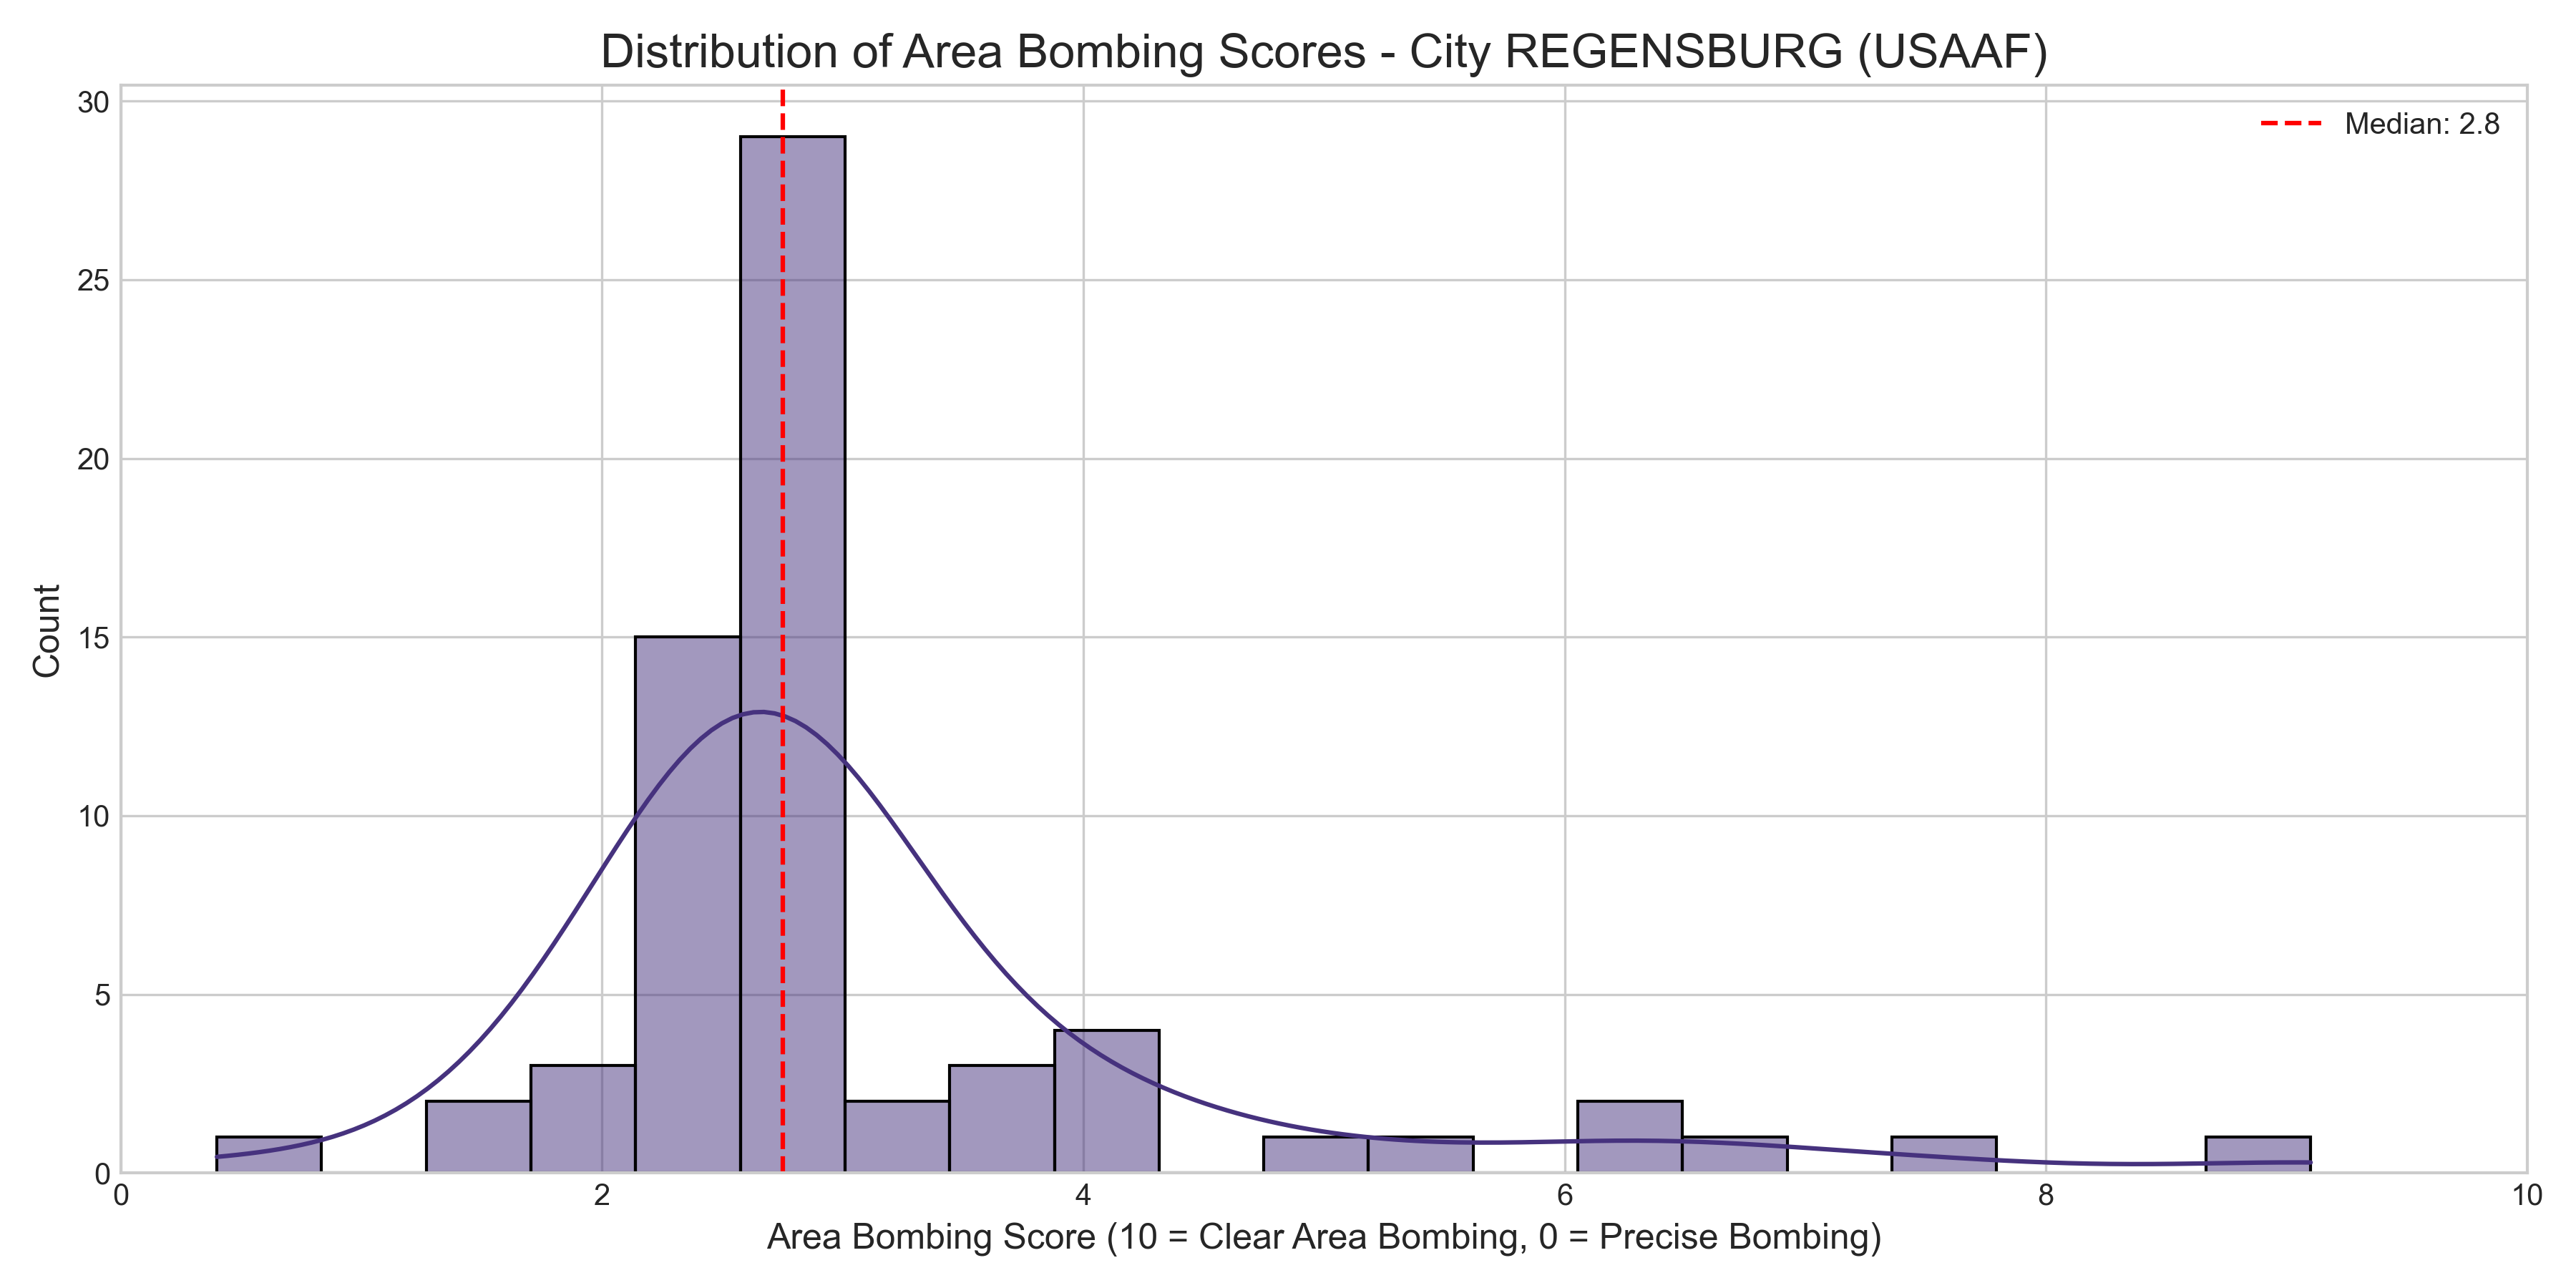 Distribution of Area Bombing Scores - City REGENSBURG (USAAF)
30
25
20
15
10
5
0
Count
Median: 2.8
0 2 4 6 8 10
Area Bombing Score (10 = Clear Area Bombing, 0 = Precise Bombing)